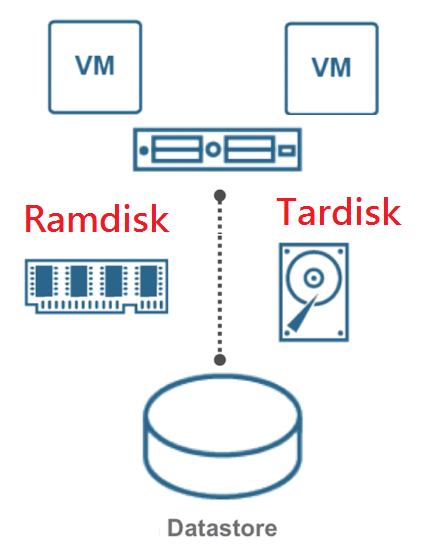 VM
VM
Ramdisk
Tardisk
Datastore